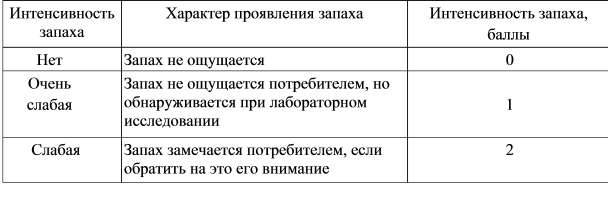 Интенсивность запаха
Характер проявления запаха
Интенсивность запаха, баллы
Нет
Запах не ощущается
0
Очень слабая
Запах не ощущается потребителем, но
обнаруживается при лабораторном
исследовании
1
Слабая
Запах замечается потребителем, если
обратить на это его внимание
2